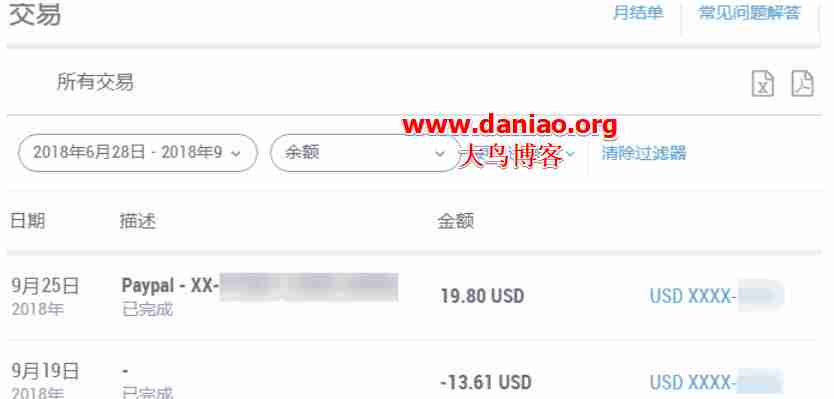 交易
月结单
常见问题解答
所有交易
www.daniao.org
2018年6月28日 - 2018年9
余额
大鸟博客
清除过滤器
日期
描述
金额
9月25日
Paypal - XX-
19.80 USD
USD XXXX-
2018年
已完成
9月19日
-
-13.61 USD
USD XXXX-
2018年
已完成